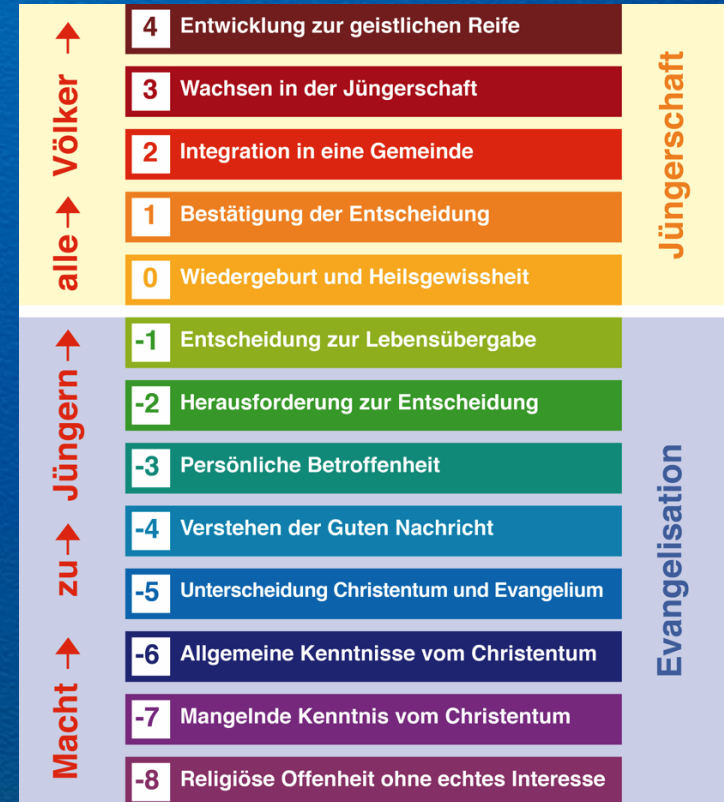 4 Entwicklung zur geistlichen Reife
3 Wachsen in der Jüngerschaft
2 Integration in eine Gemeinde
1 Bestätigung der Entscheidung
0 Wiedergeburt und Heilsgewissheit
-1 Entscheidung zur Lebensübergabe
-2 Herausforderung zur Entscheidung
-3 Persönliche Betroffenheit
-4 Verstehen der Guten Nachricht
-5 Unterscheidung Christentum und Evangelium
-6 Allgemeine Kenntnisse vom Christentum
-7 Mangelnde Kenntnis vom Christentum
-8 Religiöse Offenheit ohne echtes Interesse
Macht → zu → Jüngern → alle → Völker →
Jüngerschaft
Evangelisation